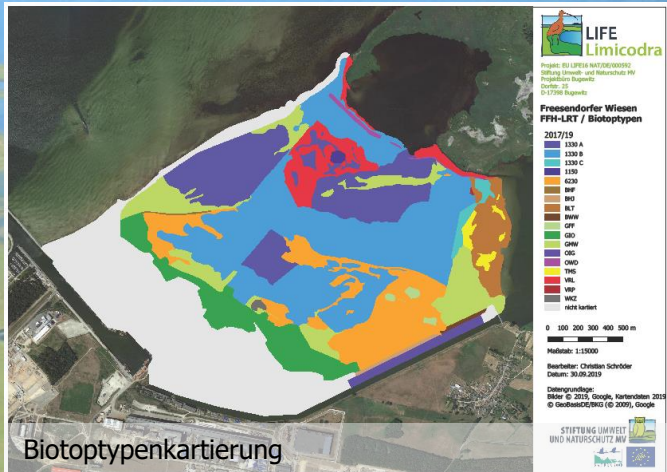 LIFE
Limicodra
Projekt: EU LIFE16 NAT/DE/000592
Stiftung Umwelt- und Naturschutz MV
Projektbüro Bugewitz
Dorfstr. 25
D-17398 Bugewitz
Freesendorfer Wiesen
FFH-LRT / Biotoptypen
2017/19
1330 A
1330 B
1330 C
1150
6230
BHF
BHJ
BLT
BWW
GFF
GIO
GMW
OIG
OWD
TMS
VRL
VRP
WXZ
nicht kartiert
0 100 200 300 400 500 m
Maßstab: 1:15000
Bearbeiter: Christian Schröder
Datum: 30.09.2019
Datengrundlage:
Bilder © 2019, Google, Kartendaten 2019
© GeoBasisDE/BKG (© 2009), Google
Biotoptypenkartierung
STIFTUNG UMWELT
UND NATURSCHUTZ MV